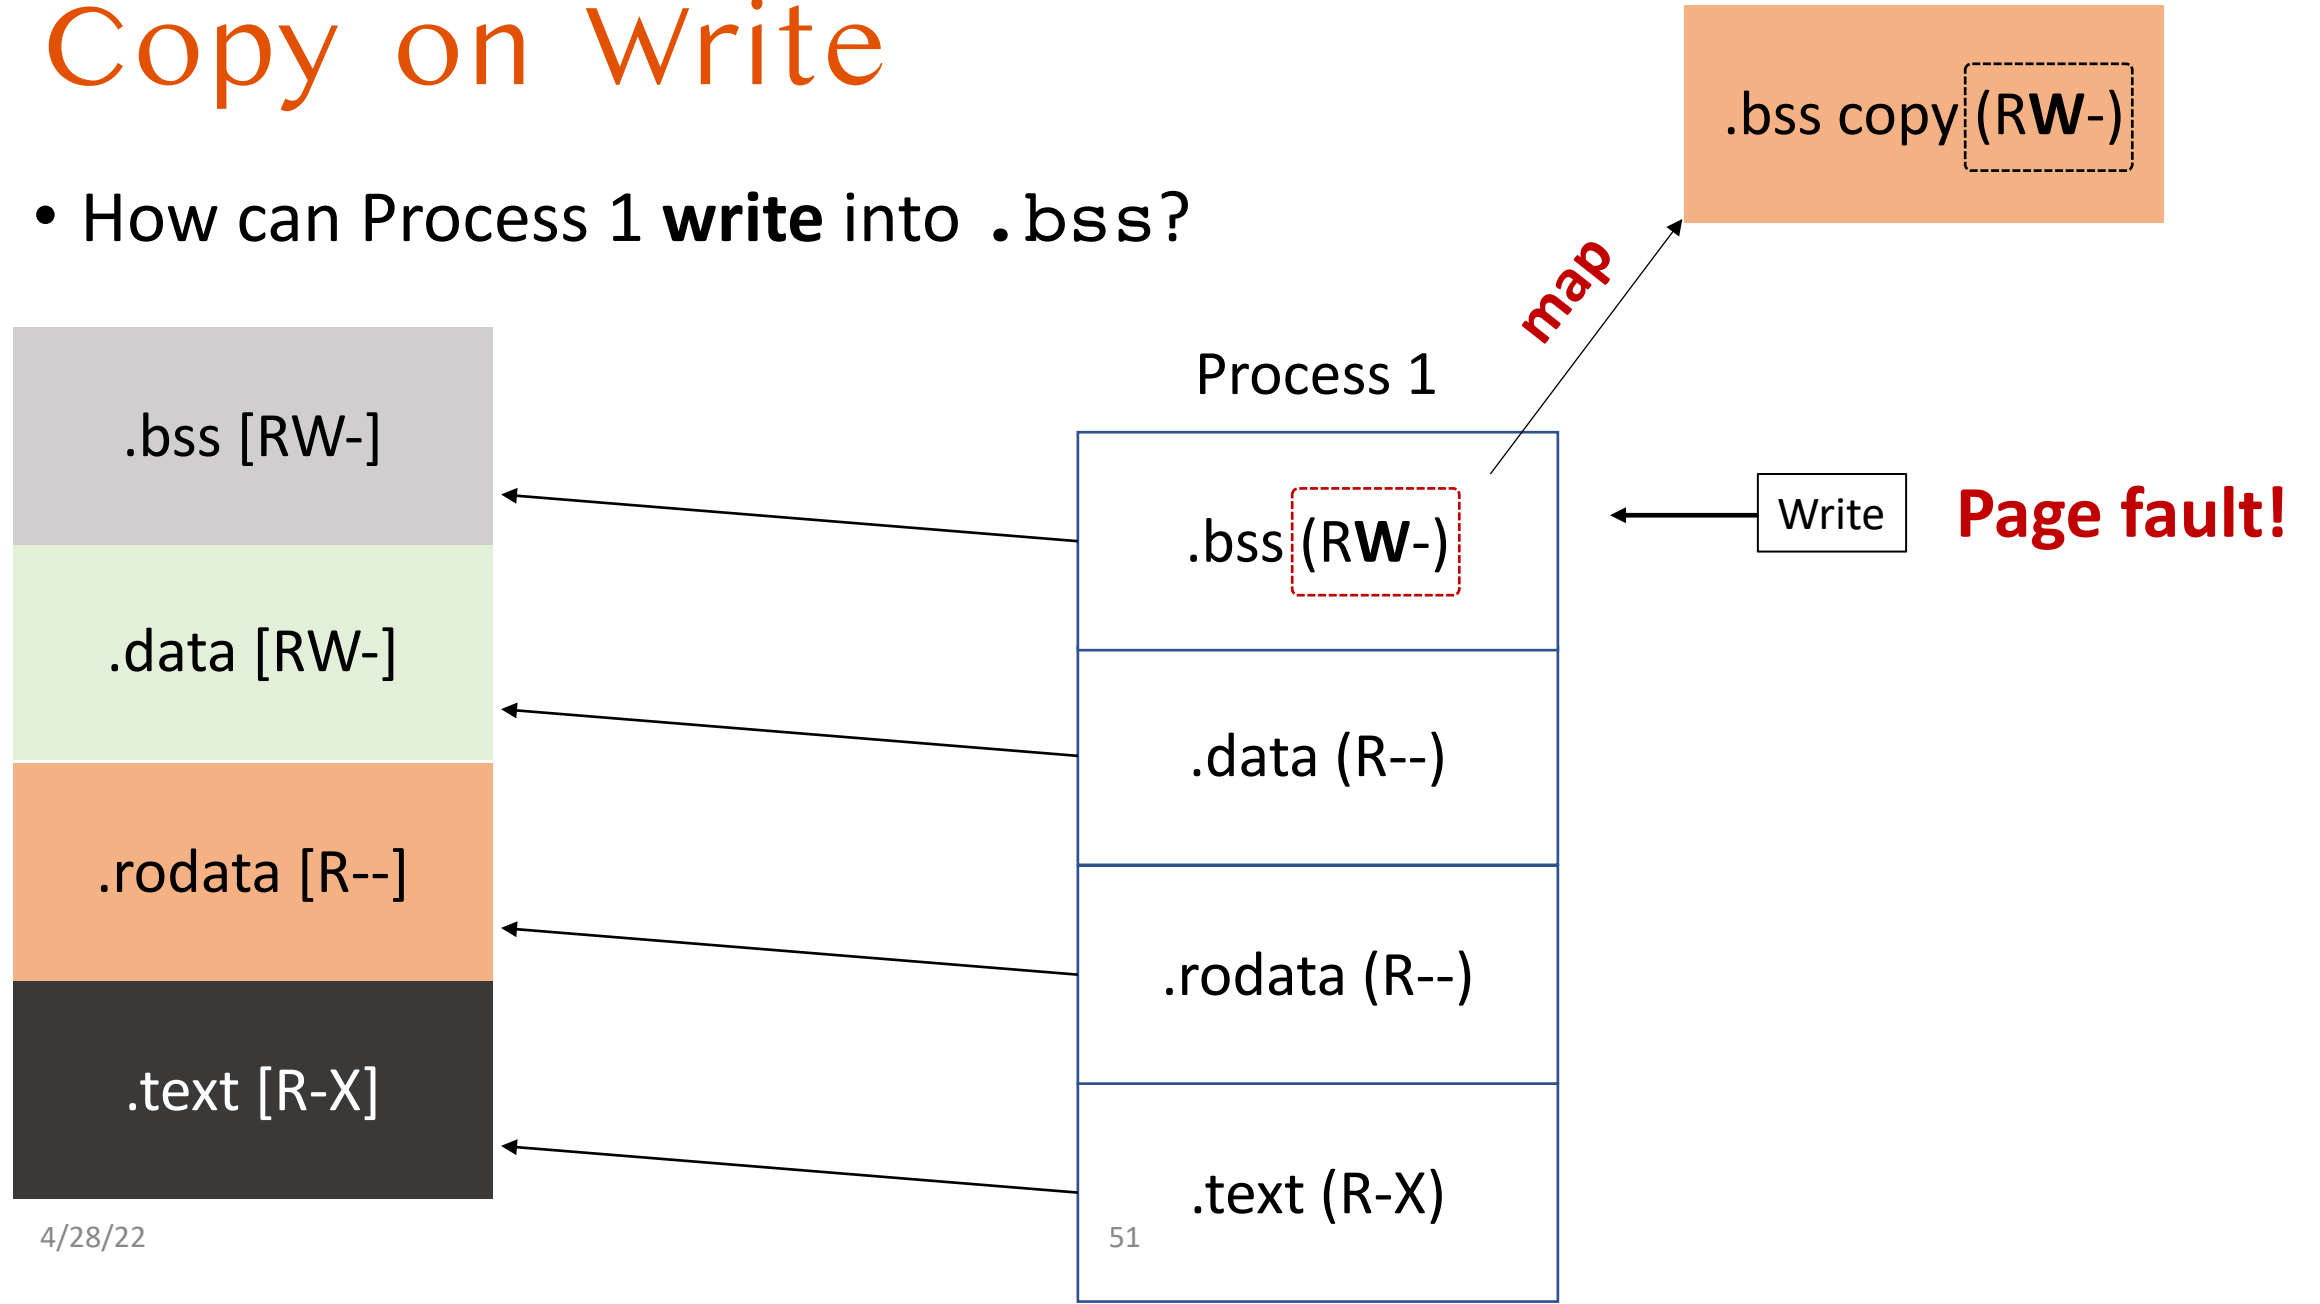 Copy on Write
.bss copy (RW-)
• How can Process 1 write into .bss?
map
Process 1
.bss [RW-]
.bss (RW-)
Write
Page fault!
.data [RW-]
.data (R--)
.rodata [R--]
.rodata (R--)
.text [R-X]
.text (R-X)
4/28/22
51